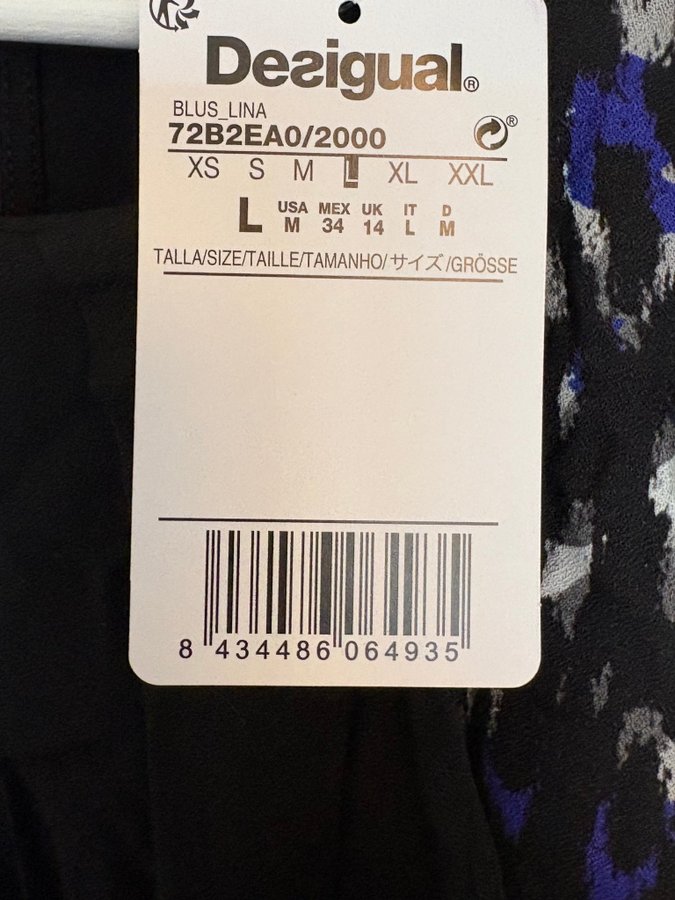 Desigual®
BLUS_LINA
72B2EA0/2000
®
XS S M L XL XXL
L USA M MEX 34 UK 14 IT L D M
TALLA/SIZE/TAILLE/TAMANHO/サイズ/GRÖSSE
8 434486 064935